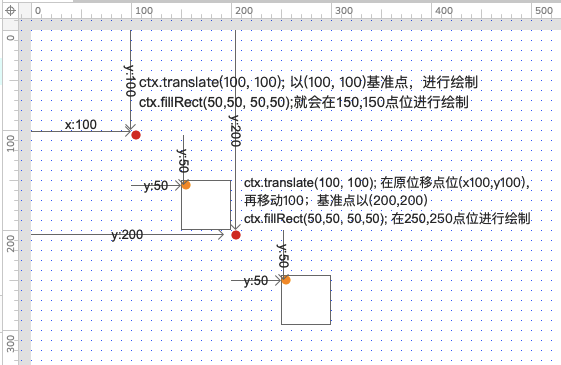 0 100 200 300 400 500
0
100
200
300
y:100
ctx.translate(100, 100); 以(100, 100)基准点，进行绘制
ctx.fillRect(50,50, 50,50);就会在150,150点位进行绘制
x:100
y:200
y:50
y:50
ctx.translate(100, 100); 在原位移点位(x100,y100),
再移动100；基准点以(200,200)
ctx.fillRect(50,50, 50,50); 在250,250点位进行绘制
y:200
y:50
y:50